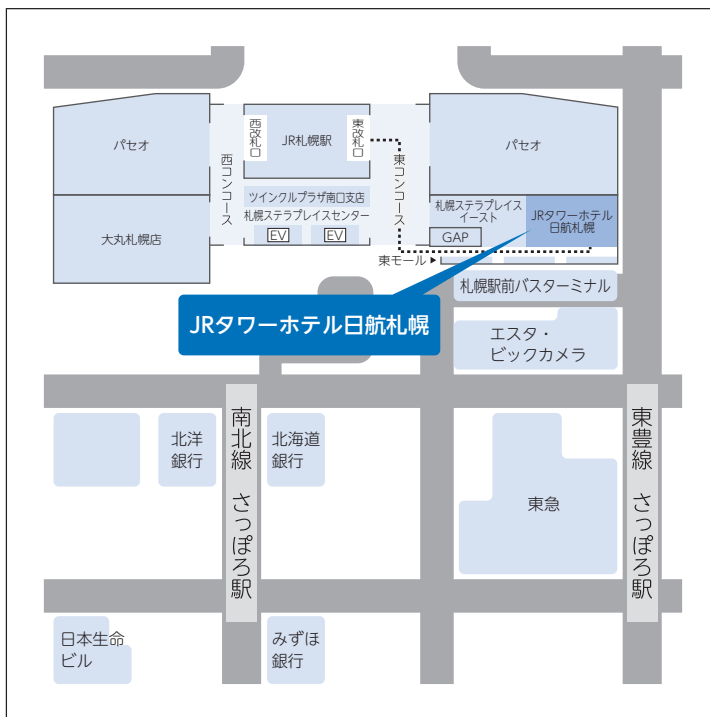 パセオ
西改札口
JR札幌駅
東改札口
パセオ
西コンコース
東コンコース
ツインクルプラザ南口支店
札幌ステラプレイスセンター
EV
EV
大丸札幌店
札幌ステラプレイス
イースト
GAP
JRタワーホテル
日航札幌
東モール
札幌駅前バスターミナル
JRタワーホテル日航札幌
エスタ・
ビックカメラ
南北線 さっぽろ駅
東豊線 さっぽろ駅
北洋
銀行
北海道
銀行
東急
日本生命
ビル
みずほ
銀行